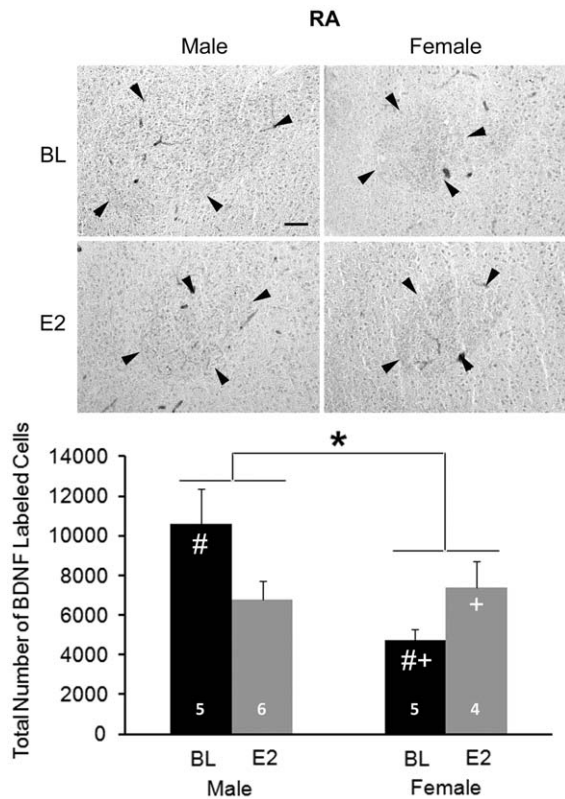 RA
Male Female
BL
E2
*
Total Number of BDNF Labeled Cells
14000
12000
10000
8000
6000
4000
2000
0
# #+ +
5 6 5 4
BL E2 BL E2
Male Female